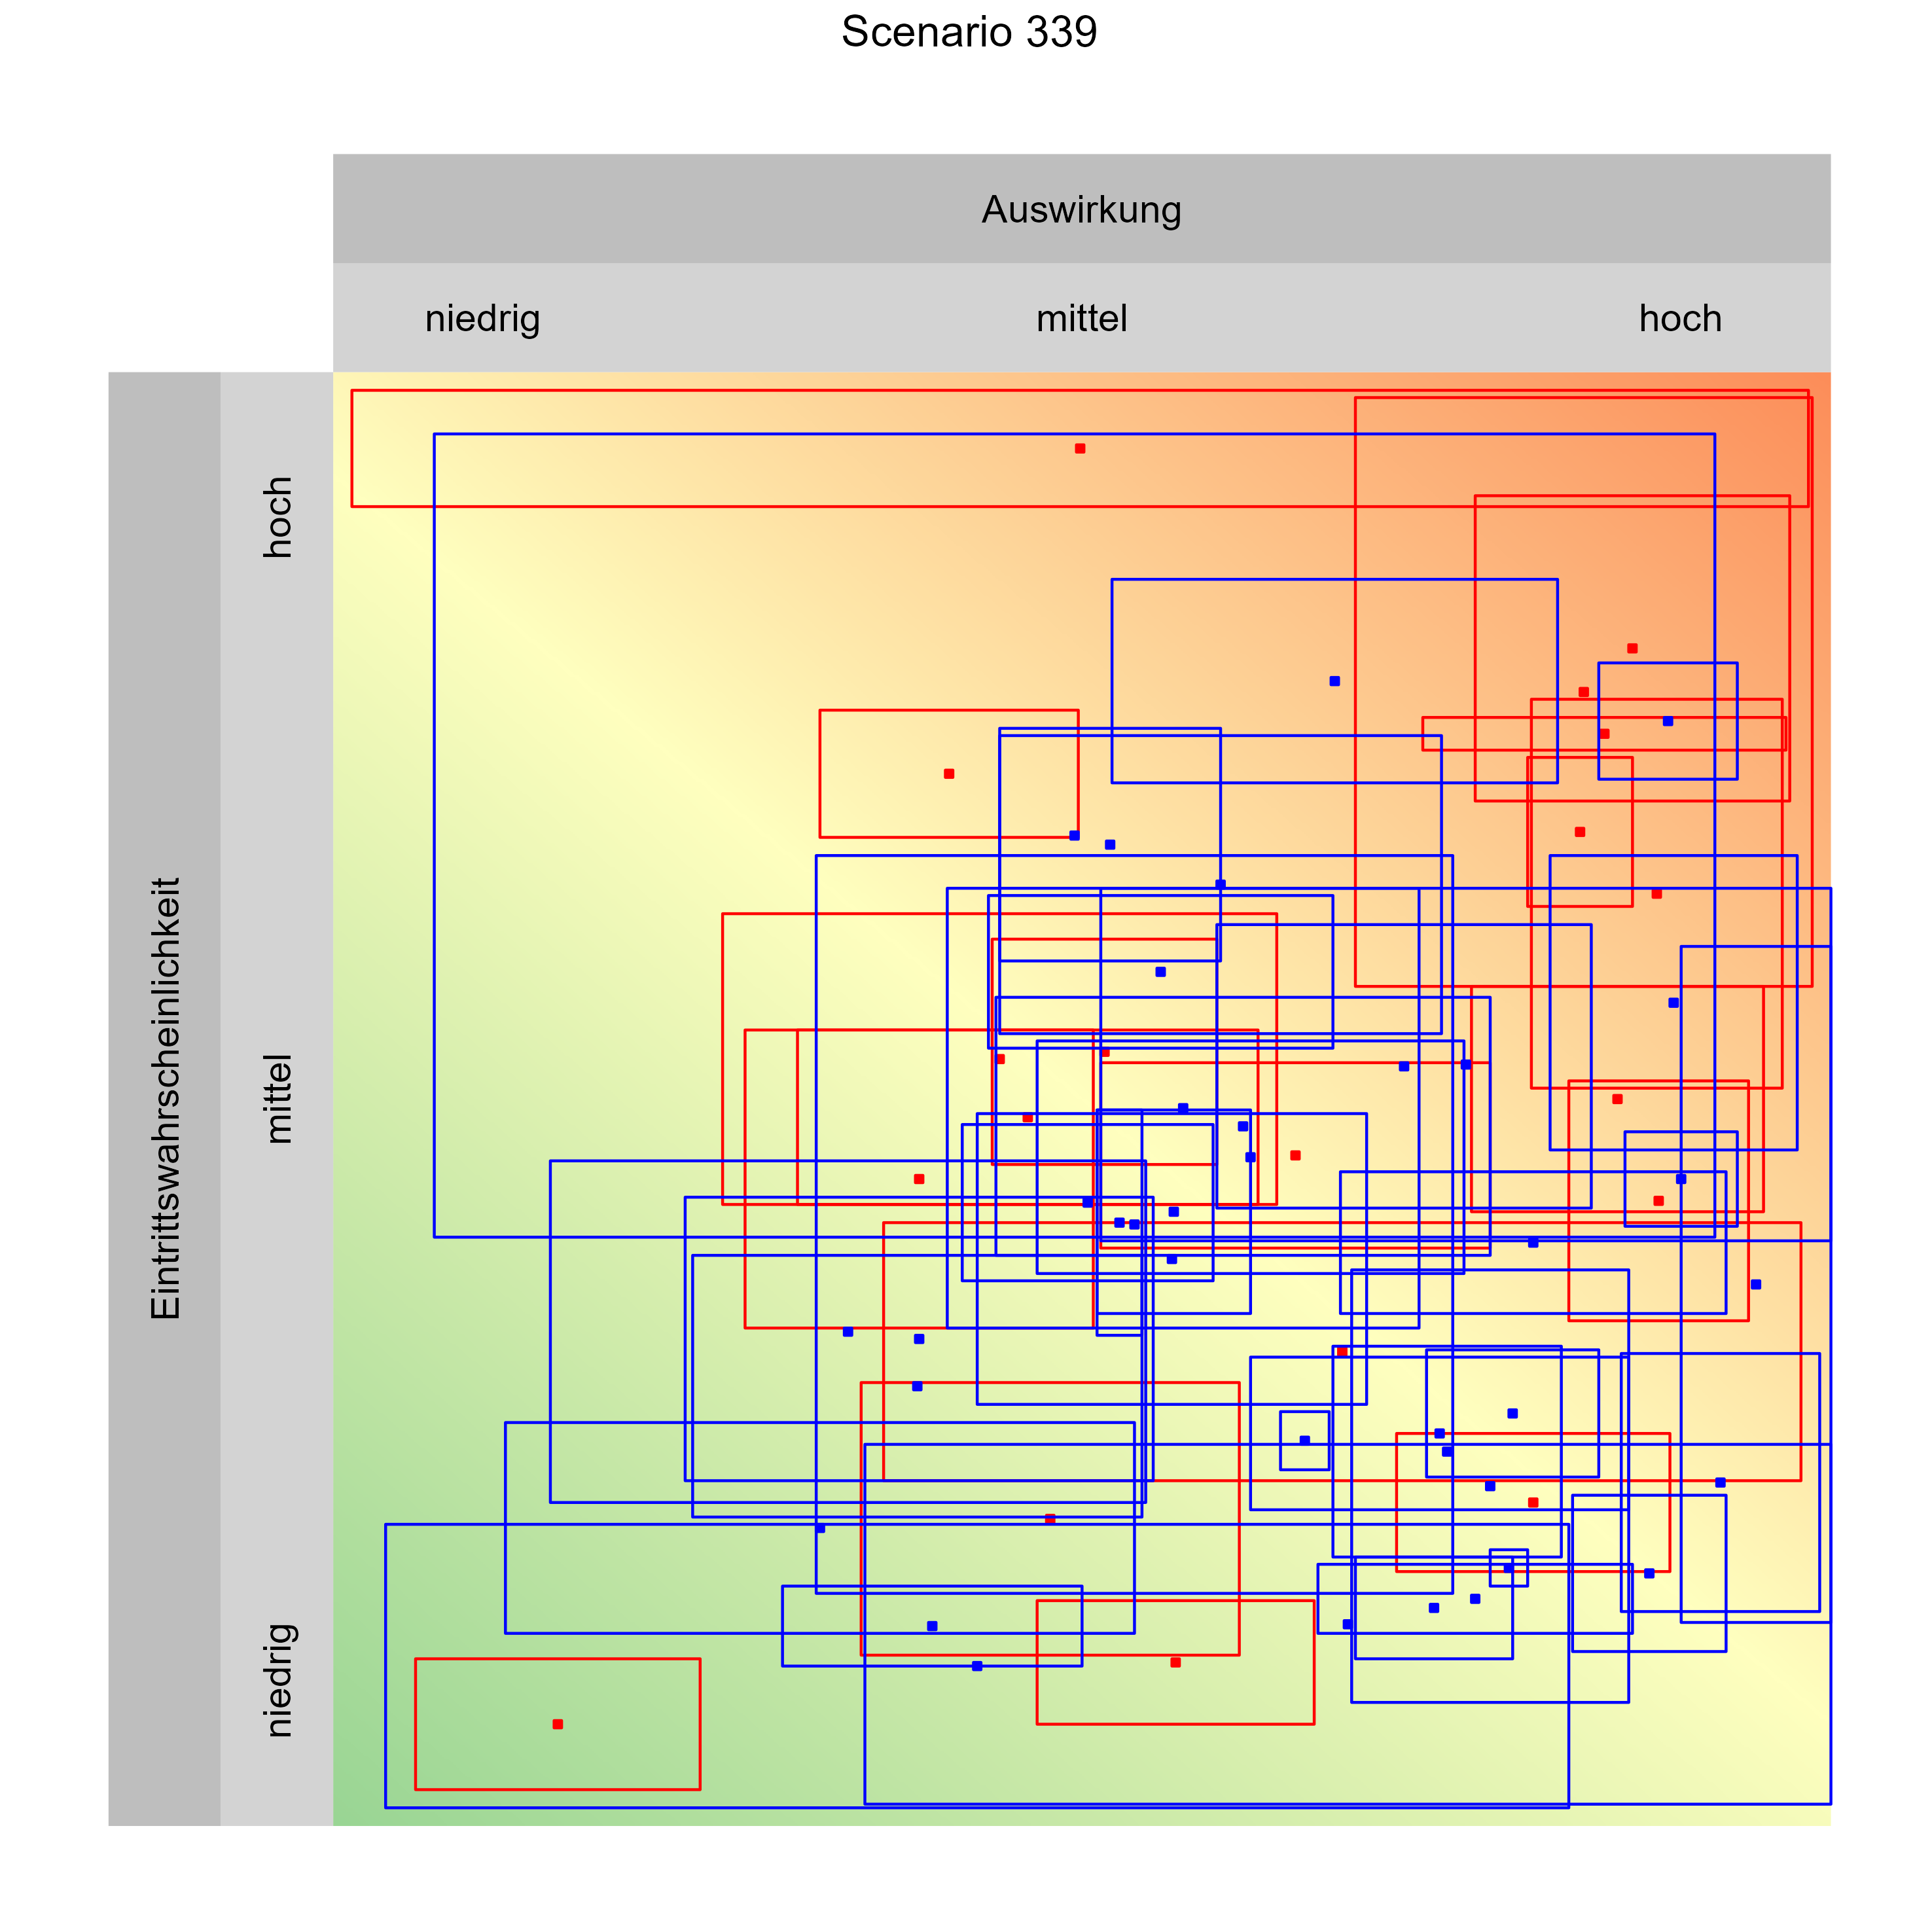 Scenario 339
Auswirkung
niedrig
mittel
hoch
Eintrittswahrscheinlichkeit
hoch
mittel
niedrig